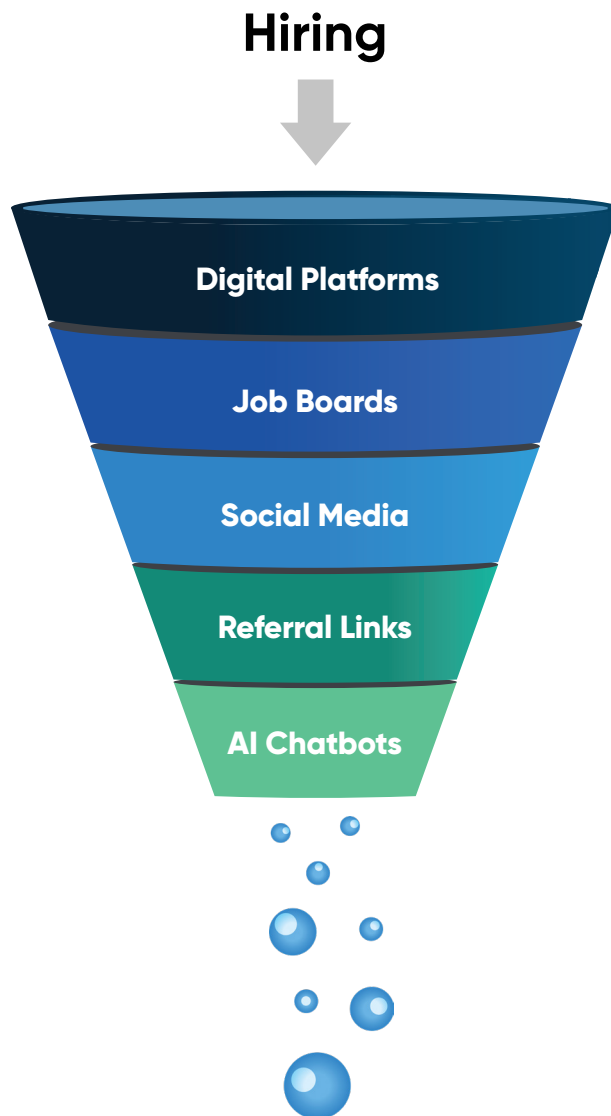 Hiring
Digital Platforms
Job Boards
Social Media
Referral Links
AI Chatbots